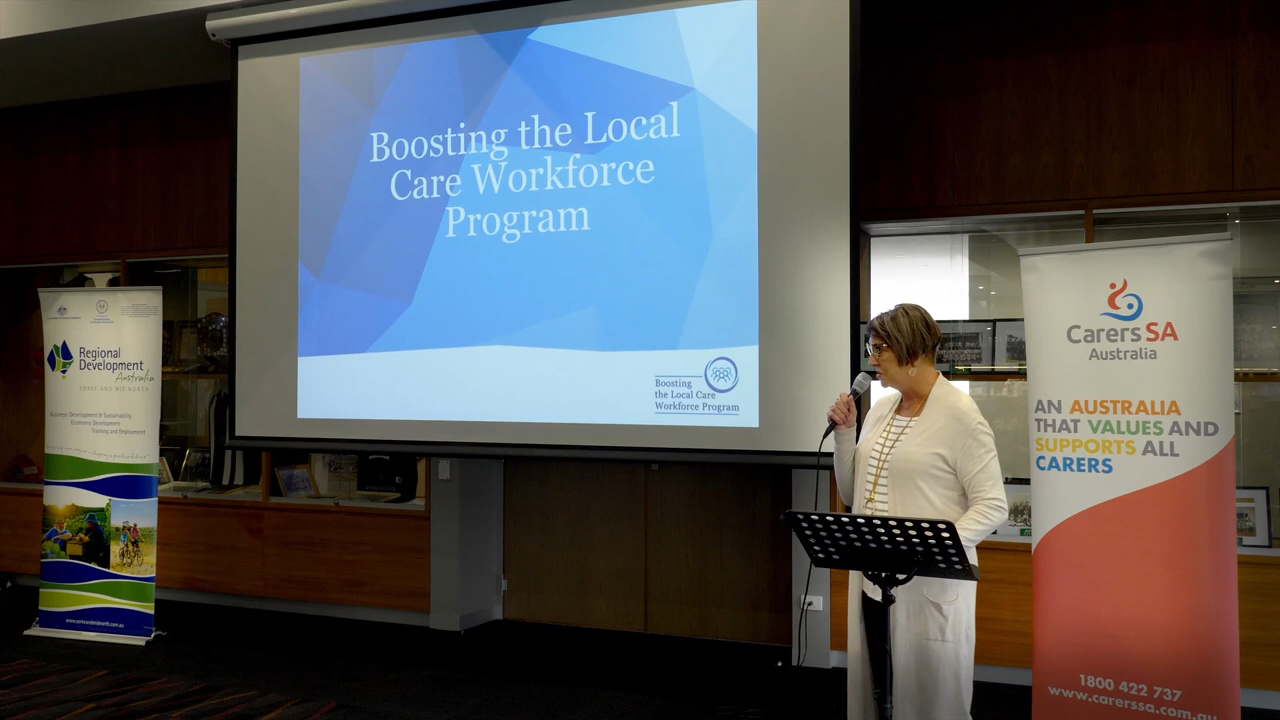 Boosting the Local
Care Workforce
Program
Boosting
the Local Care
Workforce Program
Regional
Development
Australia
YORKE AND MID NORTH
Business Development & Sustainability
Economic Development
Training and Employment
www.yorkeandmidnorth.com.au
Carers SA
Australia
AN AUSTRALIA
THAT VALUES AND
SUPPORTS ALL
CARERS
1800 422 737
www.carerssa.com.au